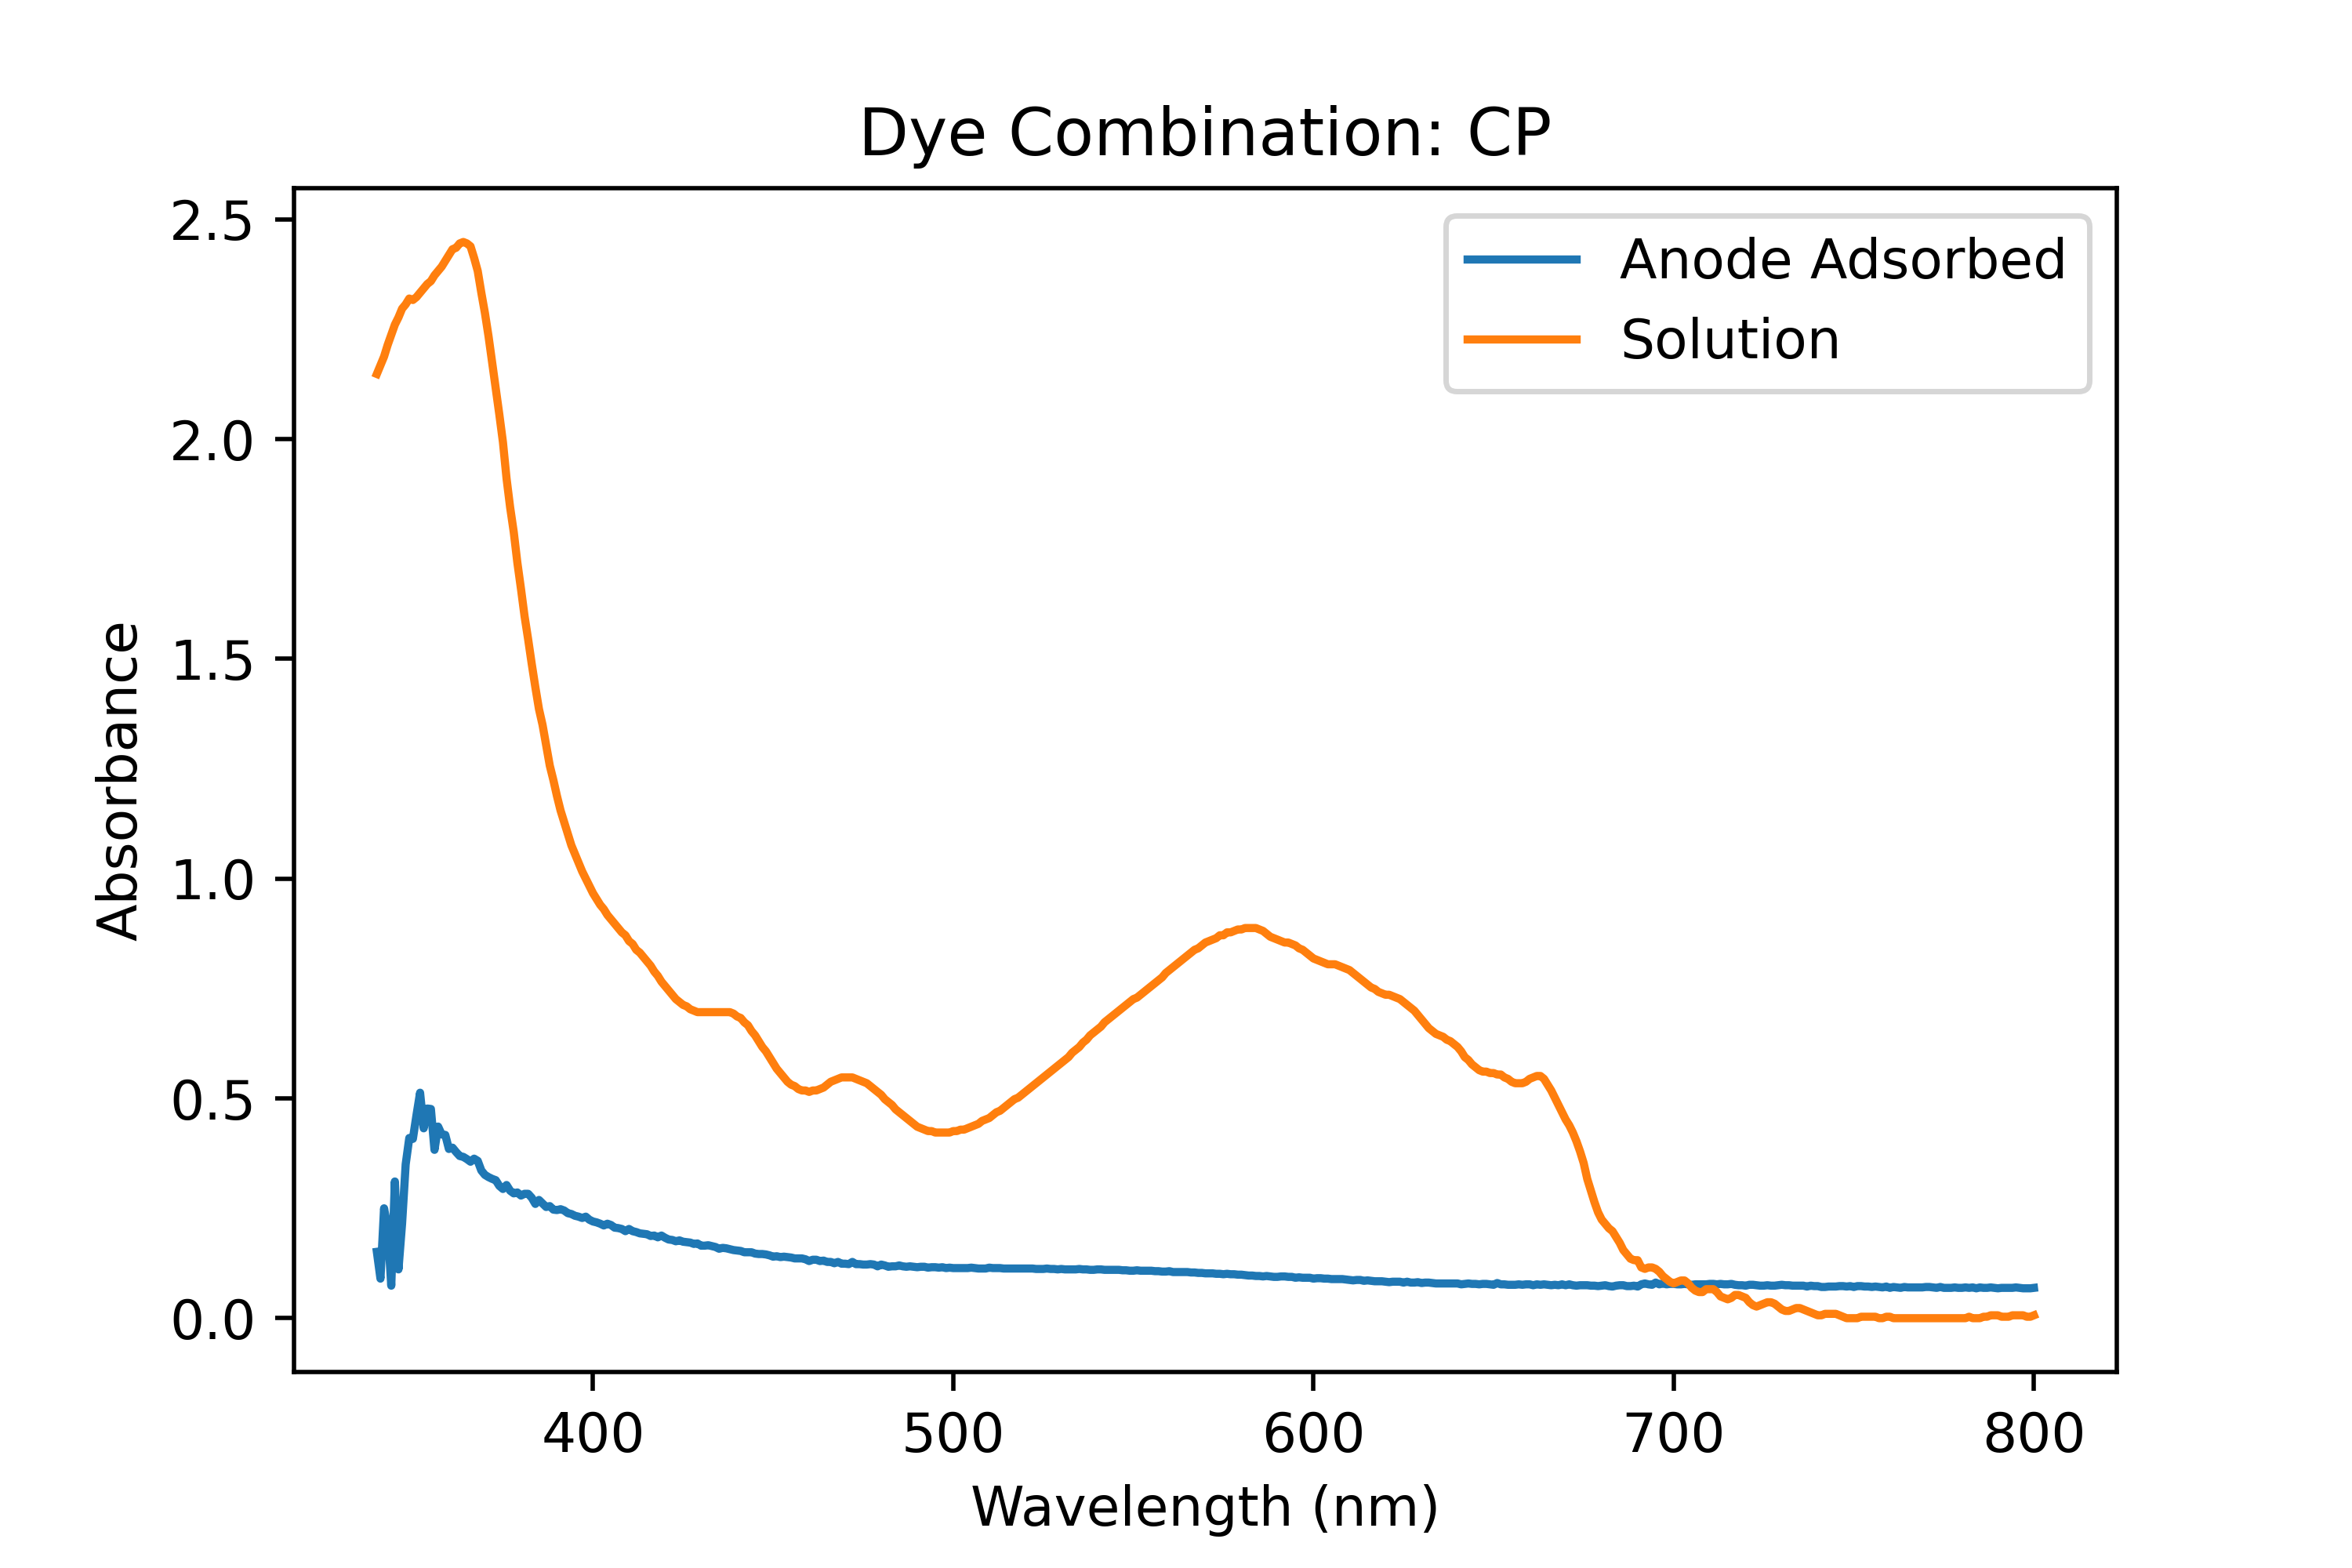 Dye Combination: CP
Anode Adsorbed
Solution
2.5
2.0
1.5
1.0
0.5
0.0
Absorbance
400 500 600 700 800
Wavelength (nm)